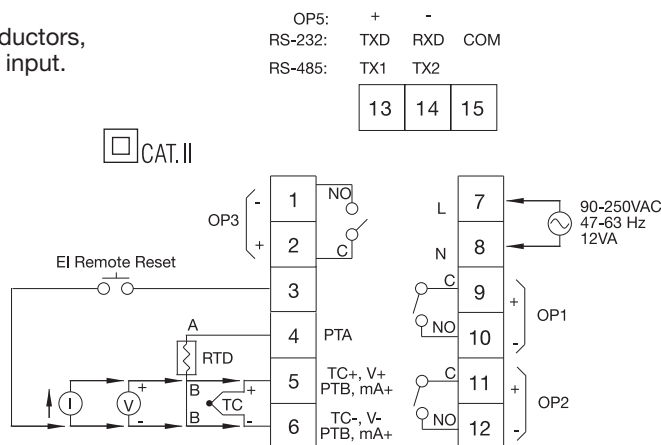 ductors,
input.
OP5: + -
RS-232: TXD RXD COM
RS-485: TX1 TX2
13 14 15
CAT. II
OP3 - +
1 NO
2 C
EI Remote Reset
3
A
4 PTA
RTD
I V + - B B TC + -
5 TC+, V+
PTB, mA+
6 TC-, V-
PTB, mA+
L 7
N 8
90-250VAC
47-63 Hz
12VA
C 9 +
NO 10 -
OP1
C 11 +
NO 12 -
OP2